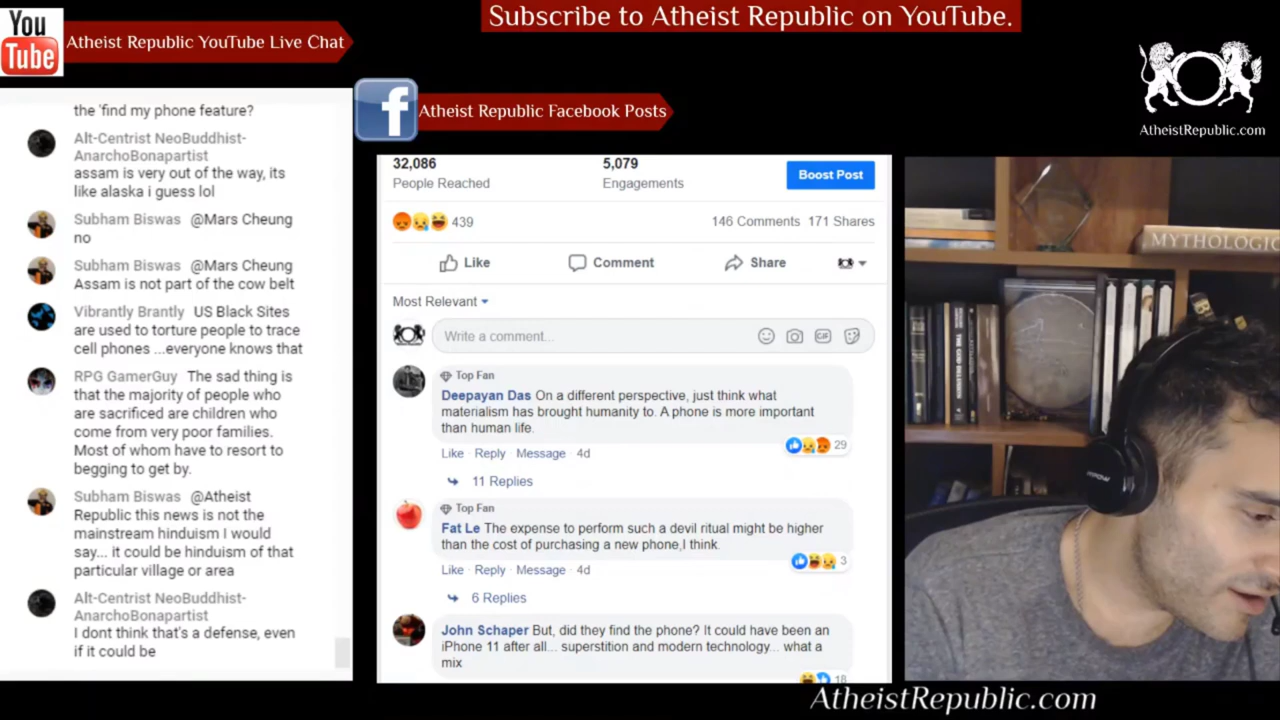 You
Tube
Atheist Republic YouTube Live Chat
Subscribe to Atheist Republic on YouTube.
AtheistRepublic.com
f
Atheist Republic Facebook Posts
the 'find my phone feature?
Alt-Centrist NeoBuddhist-
AnarchoBonapartist
assam is very out of the way, its
like alaska i guess lol
Subham Biswas @Mars Cheung
no
Subham Biswas @Mars Cheung
Assam is not part of the cow belt
Vibrantly Brantly US Black Sites
are used to torture people to trace
cell phones ...everyone knows that
RPG GamerGuy The sad thing is
that the majority of people who
are sacrificed are children who
come from very poor families.
Most of whom have to resort to
begging to get by.
Subham Biswas @Atheist
Republic this news is not the
mainstream hinduism I would
say... it could be hinduism of that
particular village or area
Alt-Centrist NeoBuddhist-
AnarchoBonapartist
I dont think that's a defense, even
if it could be
32,086 5,079
People Reached Engagements
Boost Post
439 146 Comments 171 Shares
Like Comment Share
Most Relevant
Write a comment...
GIF
Top Fan
Deepayan Das On a different perspective, just think what
materialism has brought humanity to. A phone is more important
than human life.
29
Like · Reply · Message · 4d
11 Replies
Top Fan
Fat Le The expense to perform such a devil ritual might be higher
than the cost of purchasing a new phone,I think.
3
Like · Reply · Message · 4d
6 Replies
John Schaper But, did they find the phone? It could have been an
iPhone 11 after all... superstition and modern technology... what a
mix
18
MYTHOLOGIC
THE GOD DELUSION
AtheistRepublic.com